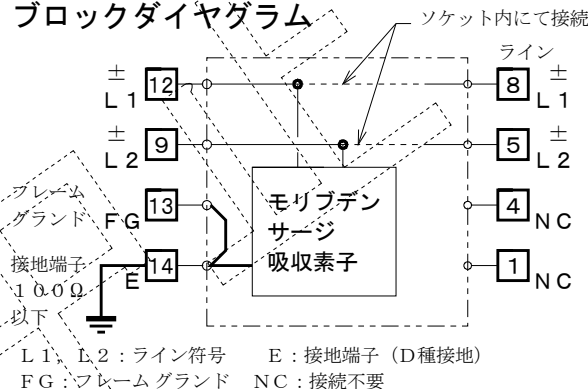 ブロックダイヤグラム
ソケット内にて接続
ライン
± L1 12
8 ± L1
± L2 9
5 ± L2
フレーム
グランド FG 13
4 NC
接地端子
100Ω
以下
E 14
1 NC
モリブデン
サージ
吸収素子
L1，L2：ライン符号 E：接地端子（D種接地）
FG：フレームグランド NC：接続不要